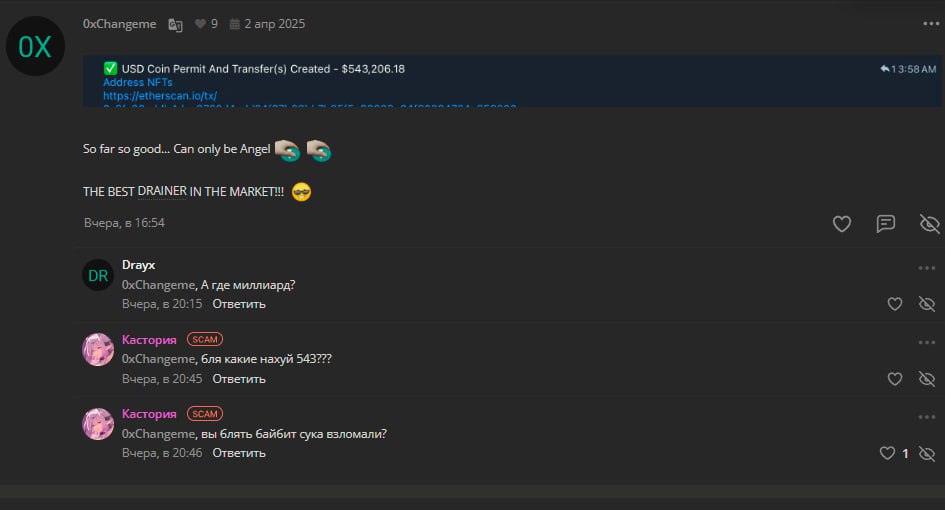 0xChangeme 9 2 апр 2025
0X
USD Coin Permit And Transfer(s) Created - $543,206.18
1 3:58 AM
Address NFTs
https://etherscan.io/tx/
So far so good... Can only be Angel
THE BEST DRAINER IN THE MARKET!!!
Вчера, в 16:54
DR
Drayx
0xChangeme, А где миллиард?
Вчера, в 20:15 Ответить
Кастория SCAM
0xChangeme, бля какие нахуй 543???
Вчера, в 20:45 Ответить
Кастория SCAM
0xChangeme, вы блять байбит сука взломали?
Вчера, в 20:46 Ответить
1